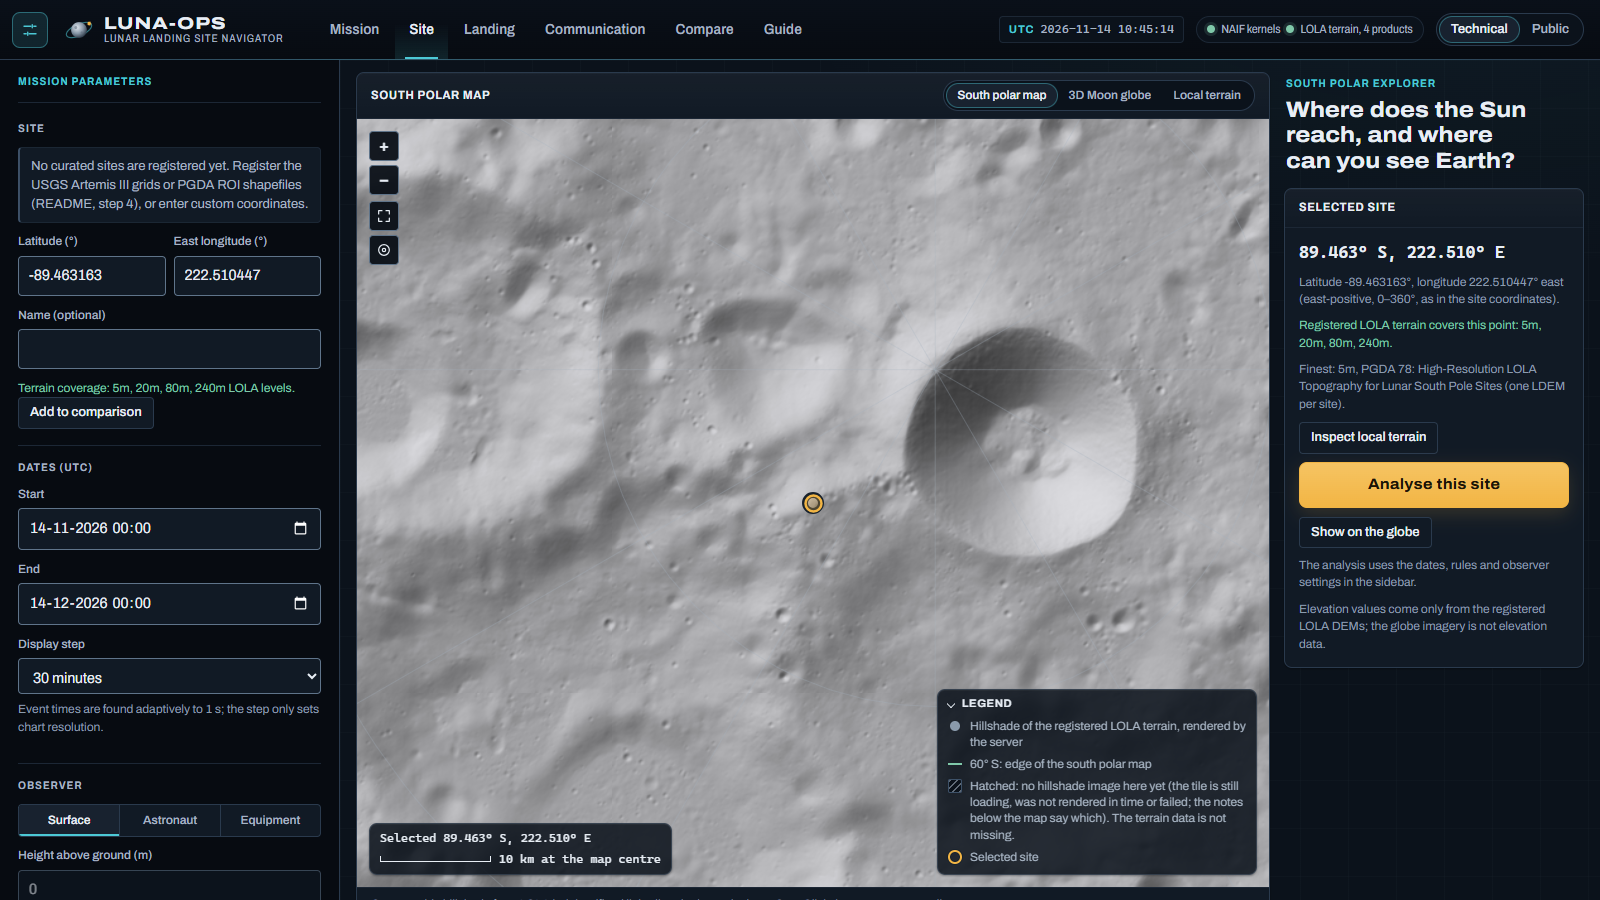 LUNA-OPS
LUNAR LANDING SITE NAVIGATOR
Mission
Site
Landing
Communication
Compare
Guide
UTC 2026-11-14 10:45:14
NAIF kernels
LOLA terrain, 4 products
Technical
Public
MISSION PARAMETERS
SITE
No curated sites are registered yet. Register the
USGS Artemis III grids or PGDA ROI shapefiles
(README, step 4), or enter custom coordinates.
Latitude (°)
East longitude (°)
-89.463163
222.510447
Name (optional)
Terrain coverage: 5m, 20m, 80m, 240m LOLA levels.
Add to comparison
DATES (UTC)
Start
14-11-2026 00:00
End
14-12-2026 00:00
Display step
30 minutes
Event times are found adaptively to 1 s; the step only sets
chart resolution.
OBSERVER
Surface
Astronaut
Equipment
Height above ground (m)
0
SOUTH POLAR MAP
South polar map
3D Moon globe
Local terrain
+
−
Selected 89.463° S, 222.510° E
10 km at the map centre
LEGEND
Hillshade of the registered LOLA terrain, rendered by
the server
60° S: edge of the south polar map
Hatched: no hillshade image here yet (the tile is still
loading, was not rendered in time or failed; the notes
below the map say which). The terrain data is not
missing.
Selected site
SOUTH POLAR EXPLORER
Where does the Sun
reach, and where
can you see Earth?
SELECTED SITE
89.463° S, 222.510° E
Latitude -89.463163°, longitude 222.510447° east
(east-positive, 0–360°, as in the site coordinates).
Registered LOLA terrain covers this point: 5m,
20m, 80m, 240m.
Finest: 5m, PGDA 78: High-Resolution LOLA
Topography for Lunar South Pole Sites (one LDEM
per site).
Inspect local terrain
Analyse this site
Show on the globe
The analysis uses the dates, rules and observer
settings in the sidebar.
Elevation values come only from the registered
LOLA DEMs; the globe imagery is not elevation
data.